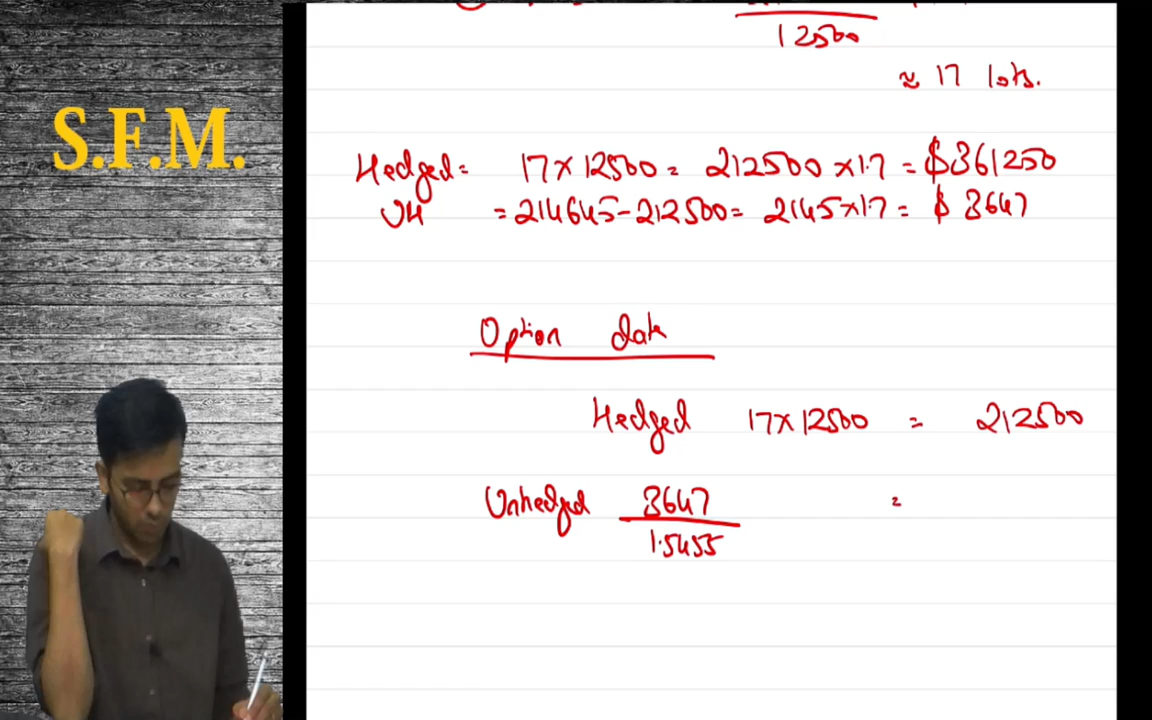 S.F.M.
12500
≈ 17 lots.
Hedged = 17 × 12500 = 212500 × 1.7 = $361250
UH = 214645 - 212500 = 2145 × 1.7 = $ 3647
Option date
Hedged 17 × 12500 = 212500
Unhedged 3647 =
1.5455